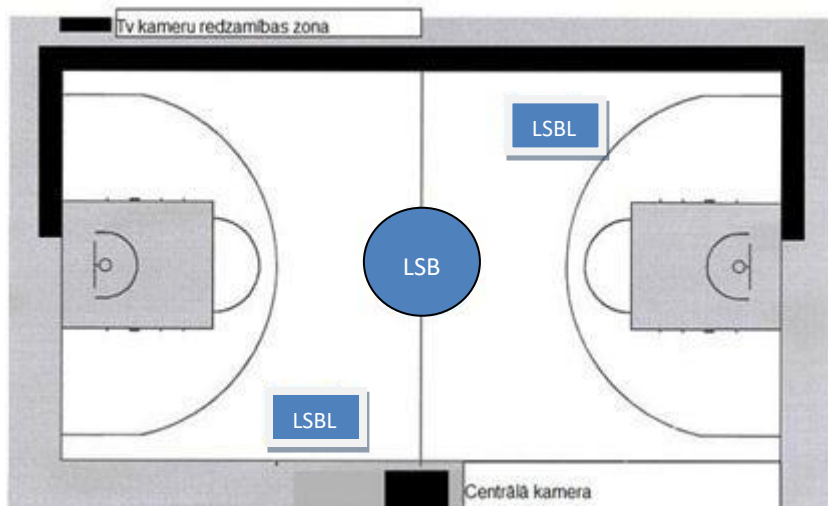 Tv kameru redzamības zona
LSBL
LSB
LSBL
Centrālā kamera